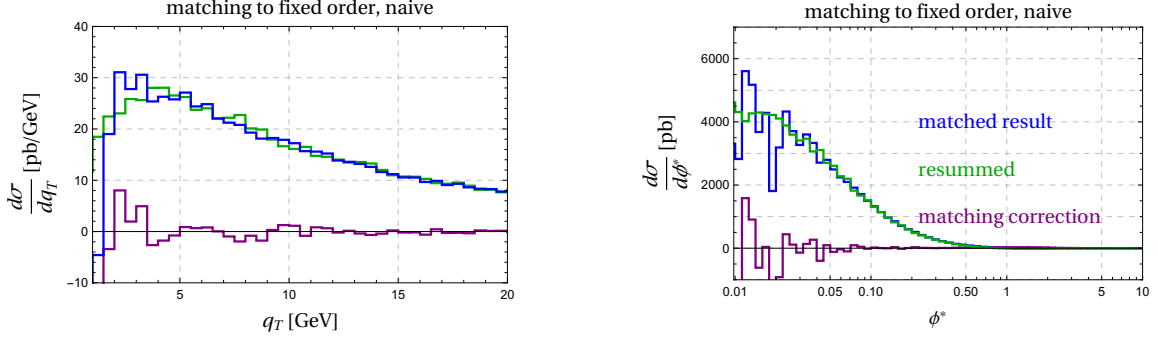 matching to fixed order, naive
40
30
20
10
0
−10
5
10
15
20
dσ/dq_T [pb/GeV]
q_T [GeV]
matching to fixed order, naive
6000
4000
2000
0
0.01
0.05
0.10
0.50
1
5
10
dσ/dϕ* [pb]
ϕ*
matched result
resummed
matching correction